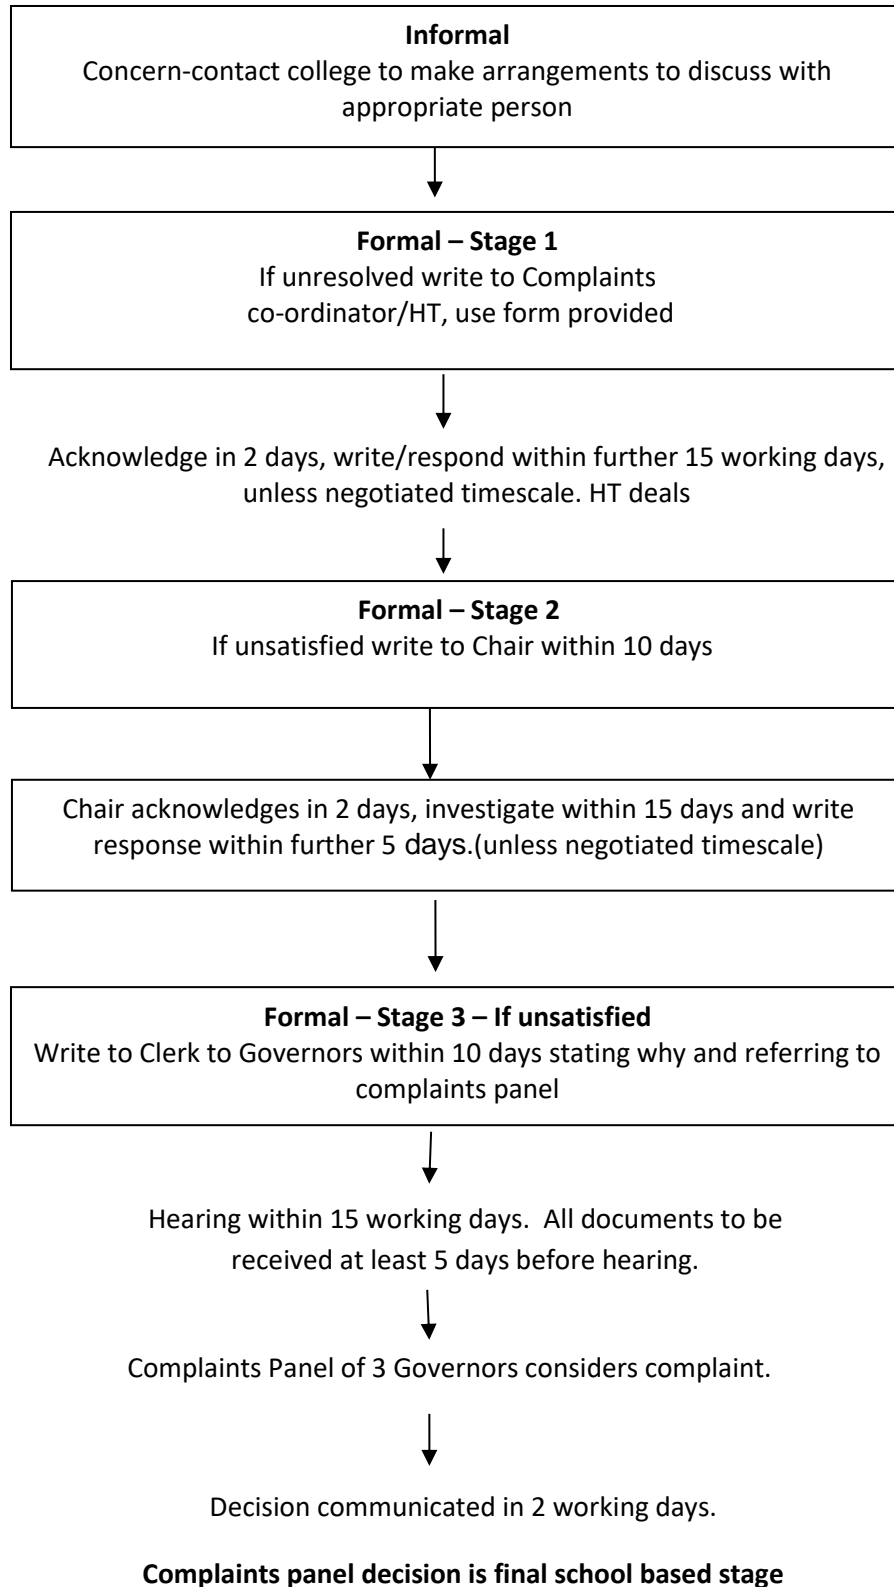 Informal
Concern-contact college to make arrangements to discuss with
appropriate person
Formal – Stage 1
If unresolved write to Complaints
co-ordinator/HT, use form provided
Acknowledge in 2 days, write/respond within further 15 working days,
unless negotiated timescale. HT deals
Formal – Stage 2
If unsatisfied write to Chair within 10 days
Chair acknowledges in 2 days, investigate within 15 days and write
response within further 5 days.(unless negotiated timescale)
Formal – Stage 3 – If unsatisfied
Write to Clerk to Governors within 10 days stating why and referring to
complaints panel
Hearing within 15 working days.  All documents to be
received at least 5 days before hearing.
Complaints Panel of 3 Governors considers complaint.
Decision communicated in 2 working days.
Complaints panel decision is final school based stage